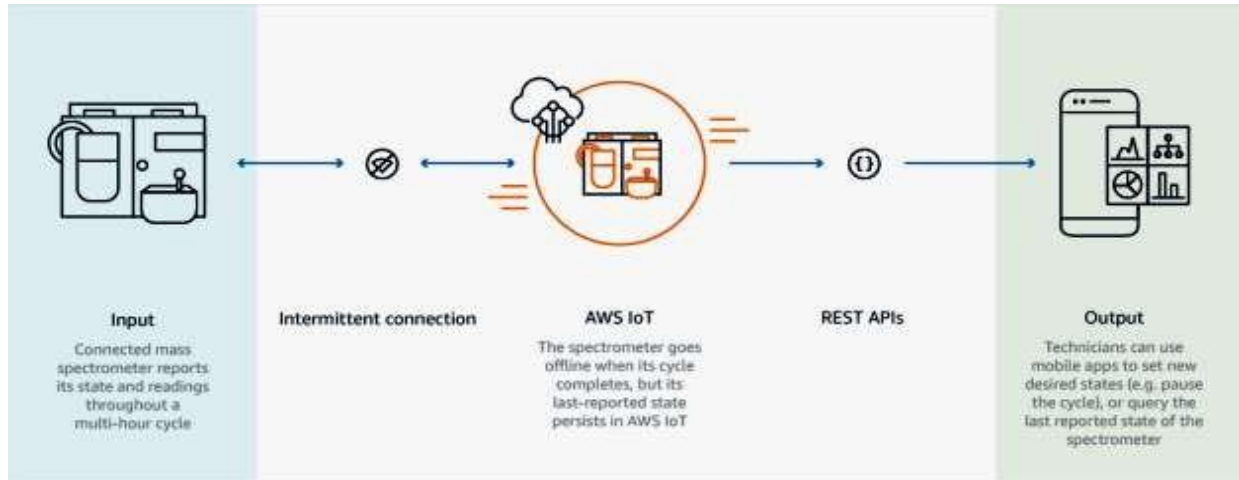 Input
Connected mass
spectrometer reports
its state and readings
throughout a
multi-hour cycle
Intermittent connection
AWS IoT
The spectrometer goes
offline when its cycle
completes, but its
last-reported state
persists in AWS IoT
{}
REST APIs
Output
Technicians can use
mobile apps to set new
desired states (e.g. pause
the cycle), or query the
last reported state of the
spectrometer